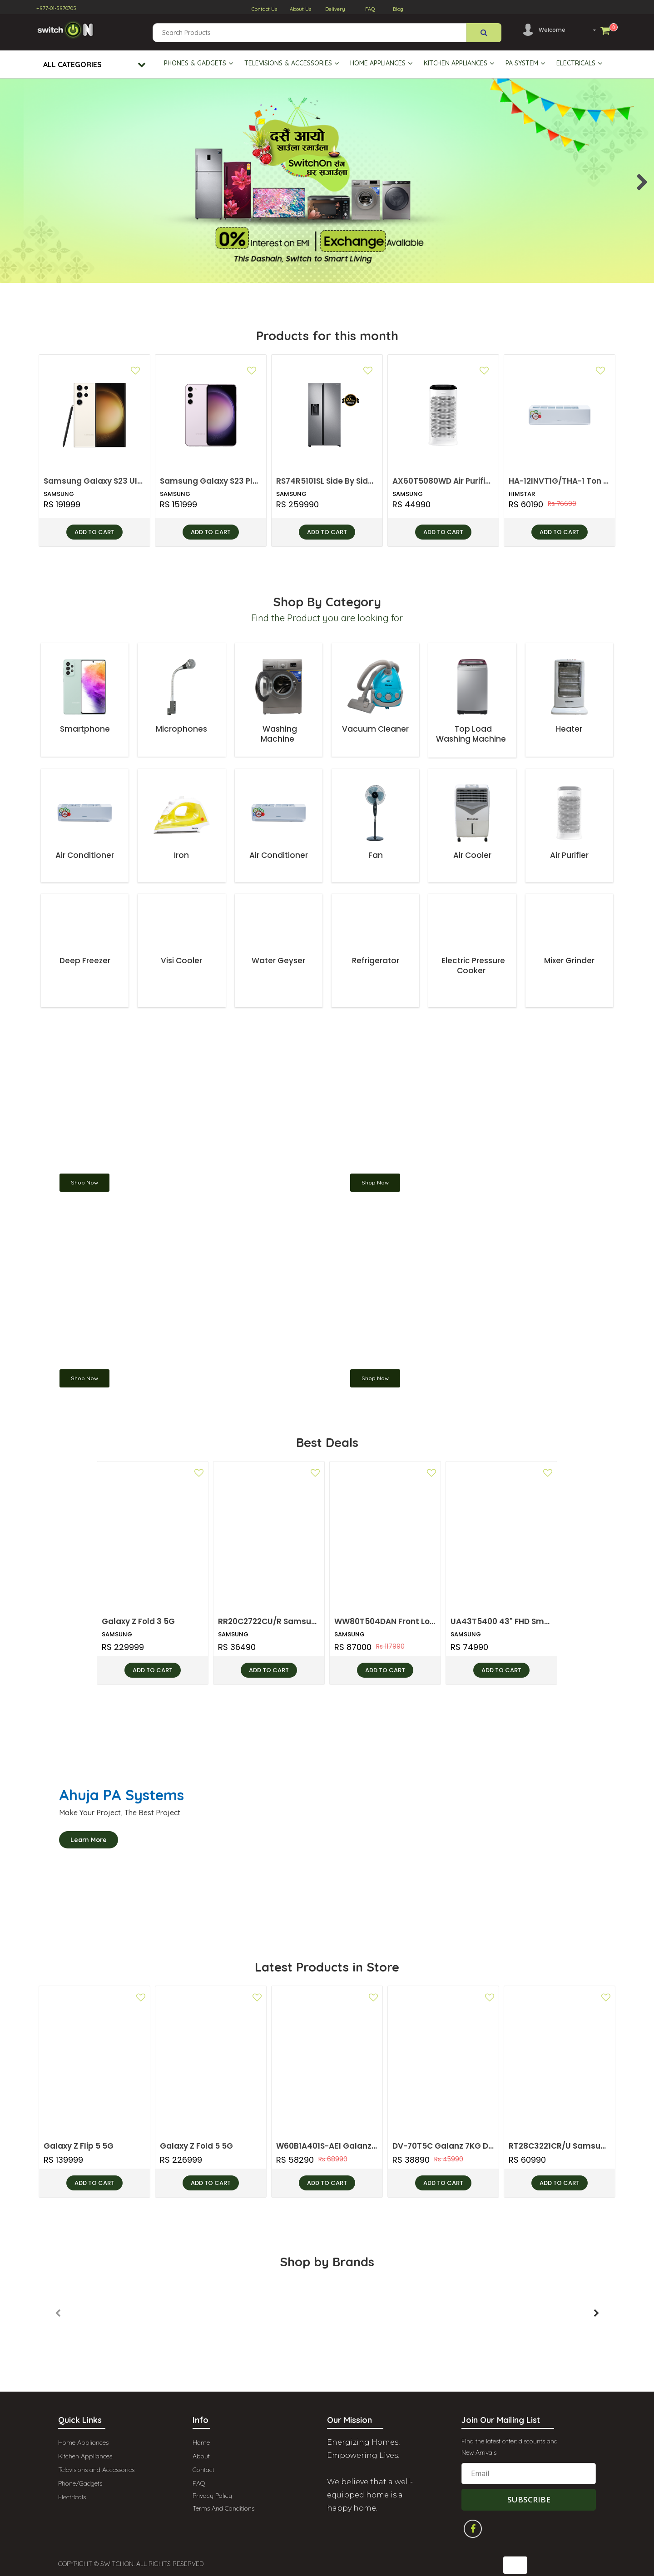 +977-01-5970705
Contact Us
About Us
Delivery
FAQ
Blog
switch ON
Search Products
Welcome
0
ALL CATEGORIES
PHONES & GADGETS
TELEVISIONS & ACCESSORIES
HOME APPLIANCES
KITCHEN APPLIANCES
PA SYSTEM
ELECTRICALS
दसैँ आयो
खाउँला रमाउँला
SwitchOn सँग
घर सजाउँला
0% Interest on EMI | Exchange Available
This Dashain, Switch to Smart Living
Products for this month
Samsung Galaxy S23 Ul...
SAMSUNG
RS 191999
ADD TO CART
Samsung Galaxy S23 Pl...
SAMSUNG
RS 151999
ADD TO CART
RS74R5101SL Side By Sid...
SAMSUNG
RS 259990
ADD TO CART
AX60T5080WD Air Purifi...
SAMSUNG
RS 44990
ADD TO CART
HA-12INVT1G/THA-1 Ton ...
HIMSTAR
RS 60190 Rs 76690
ADD TO CART
Shop By Category
Find the Product you are looking for
Smartphone
Microphones
Washing
Machine
Vacuum Cleaner
Top Load
Washing Machine
Heater
Air Conditioner
Iron
Air Conditioner
Fan
Air Cooler
Air Purifier
Deep Freezer
Visi Cooler
Water Geyser
Refrigerator
Electric Pressure
Cooker
Mixer Grinder
Shop Now
Shop Now
Shop Now
Shop Now
Best Deals
Galaxy Z Fold 3 5G
SAMSUNG
RS 229999
ADD TO CART
RR20C2722CU/R Samsu...
SAMSUNG
RS 36490
ADD TO CART
WW80T504DAN Front Lo...
SAMSUNG
RS 87000 Rs 117990
ADD TO CART
UA43T5400 43" FHD Sm...
SAMSUNG
RS 74990
ADD TO CART
Ahuja PA Systems
Make Your Project, The Best Project
Learn More
Latest Products in Store
Galaxy Z Flip 5 5G
RS 139999
ADD TO CART
Galaxy Z Fold 5 5G
RS 226999
ADD TO CART
W60B1A401S-AE1 Galanz...
RS 58290 Rs 68990
ADD TO CART
DV-70T5C Galanz 7KG D...
RS 38890 Rs 45990
ADD TO CART
RT28C3221CR/U Samsu...
RS 60990
ADD TO CART
Shop by Brands
Quick Links
Home Appliances
Kitchen Appliances
Televisions and Accessories
Phone/Gadgets
Electricals
Info
Home
About
Contact
FAQ
Privacy Policy
Terms And Conditions
Our Mission
Energizing Homes,
Empowering Lives.
We believe that a well-
equipped home is a
happy home.
Join Our Mailing List
Find the latest offer: discounts and
New Arrivals
Email
SUBSCRIBE
COPYRIGHT © SWITCHON. ALL RIGHTS RESERVED